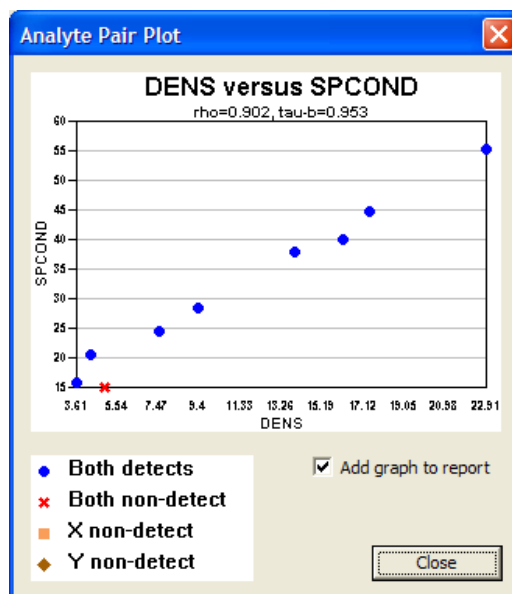 Analyte Pair Plot
DENS versus SPCOND
rho=0.902, tau-b=0.953
60
55
50
45
40
35
30
25
20
15
SPCOND
3.61 5.54 7.47 9.4 11.33 13.26 15.19 17.12 19.05 20.98 22.91
DENS
Both detects
Both non-detect
X non-detect
Y non-detect
Add graph to report
Close